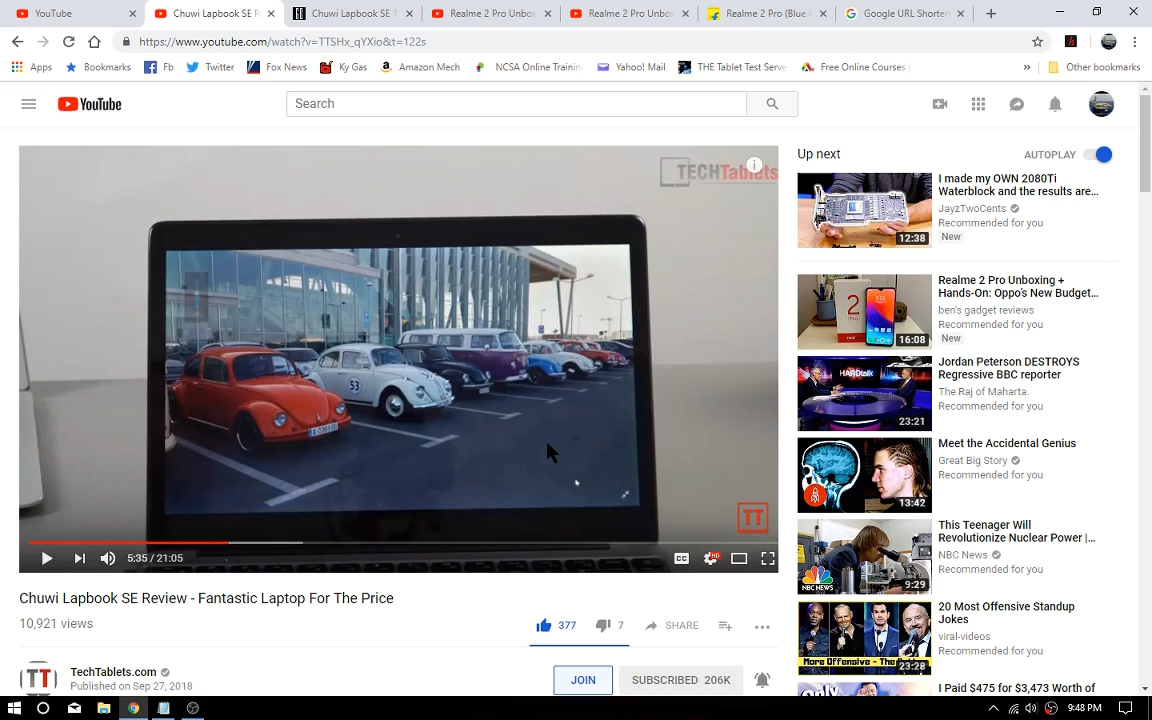 YouTube
Chuwi Lapbook SE R
Chuwi Lapbook SE 1
Realme 2 Pro Unbo
Realme 2 Pro Unbo
Realme 2 Pro (Blue
Google URL Shorten
https://www.youtube.com/watch?v=TTSHx_qYXio&t=122s
Apps
Bookmarks
Fb
Twitter
Fox News
Ky Gas
Amazon Mech
NCSA Online Trainin
Yahoo! Mail
THE Tablet Test Serve
Free Online Courses
Other bookmarks
YouTube
Search
TECHTablets
53
TT
5:35 / 21:05
CC
HD
Chuwi Lapbook SE Review - Fantastic Laptop For The Price
10,921 views
377
7
SHARE
TT
TechTablets.com
Published on Sep 27, 2018
JOIN
SUBSCRIBED 206K
Up next
AUTOPLAY
I made my OWN 2080Ti
Waterblock and the results are...
JayzTwoCents
Recommended for you
New
12:38
Realme 2 Pro Unboxing +
Hands-On: Oppo's New Budget...
ben's gadget reviews
Recommended for you
New
16:08
Jordan Peterson DESTROYS
Regressive BBC reporter
The Raj of Maharta.
Recommended for you
HARDtalk
23:21
Meet the Accidental Genius
Great Big Story
Recommended for you
13:42
This Teenager Will
Revolutionize Nuclear Power |...
NBC News
Recommended for you
NBC NEWS
9:29
20 Most Offensive Standup
Jokes
viral-videos
Recommended for you
More Offensive - The
23:28
I Paid $475 for $3,473 Worth of
9:48 PM